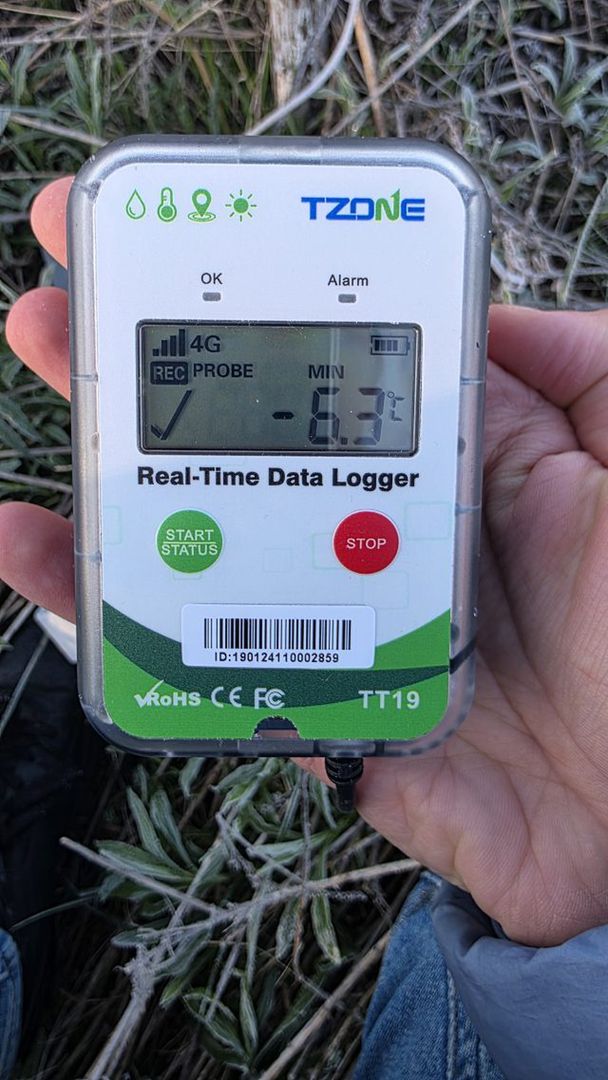 TZONE
OK Alarm
4G
REC PROBE MIN
-6.3°C
Real-Time Data Logger
START STOP
STATUS
ID:190124110002859
RoHS CE FC TT19